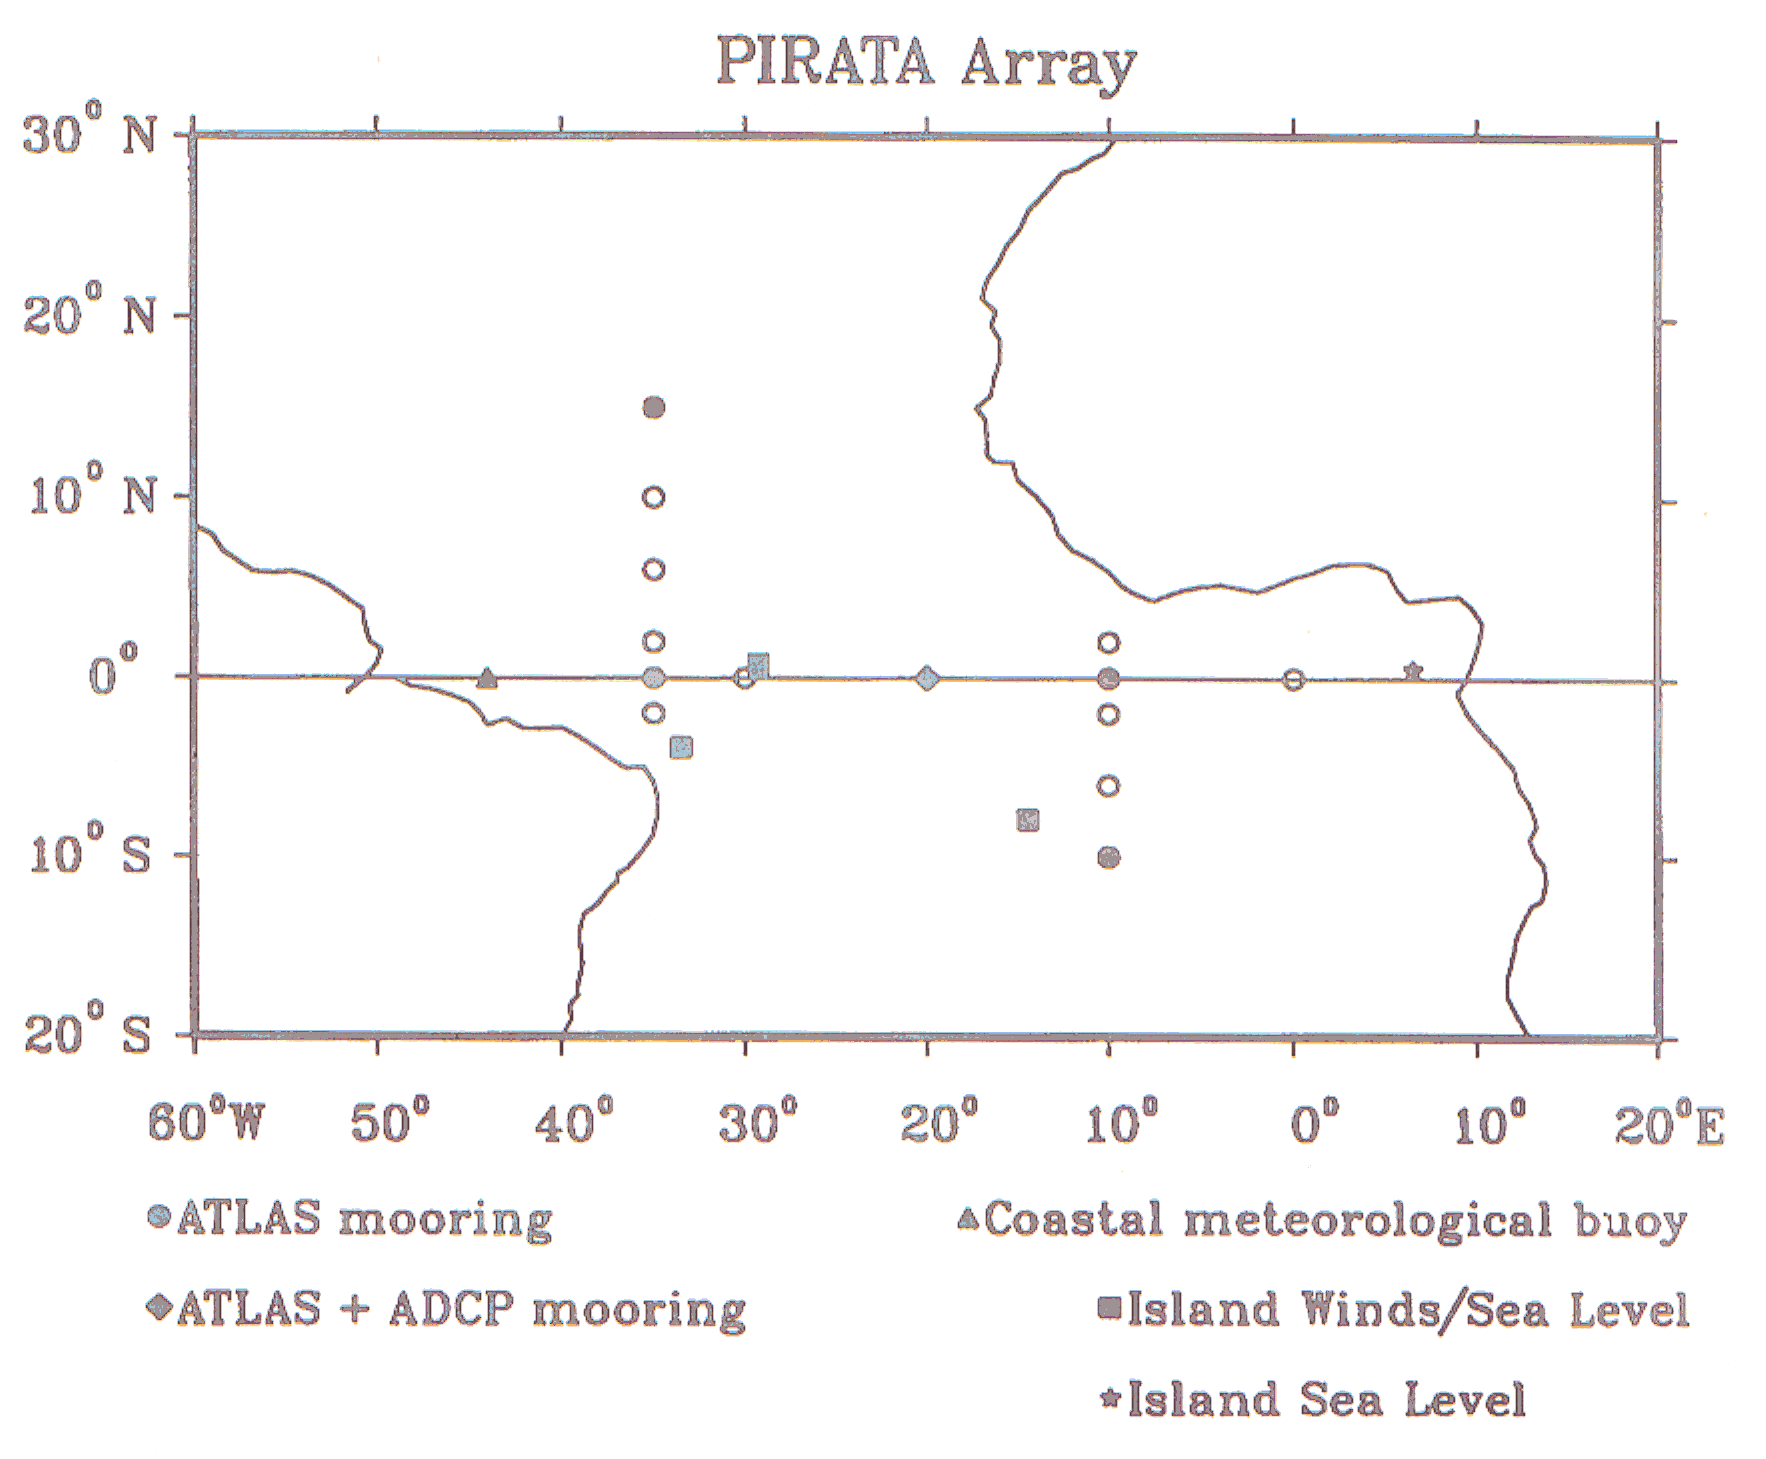 PIRATA Array
30° N
20° N
10° N
0°
10° S
20° S
60°W 50° 40° 30° 20° 10° 0° 10° 20°E
ATLAS mooring
Coastal meteorological buoy
ATLAS + ADCP mooring
Island Winds/Sea Level
Island Sea Level